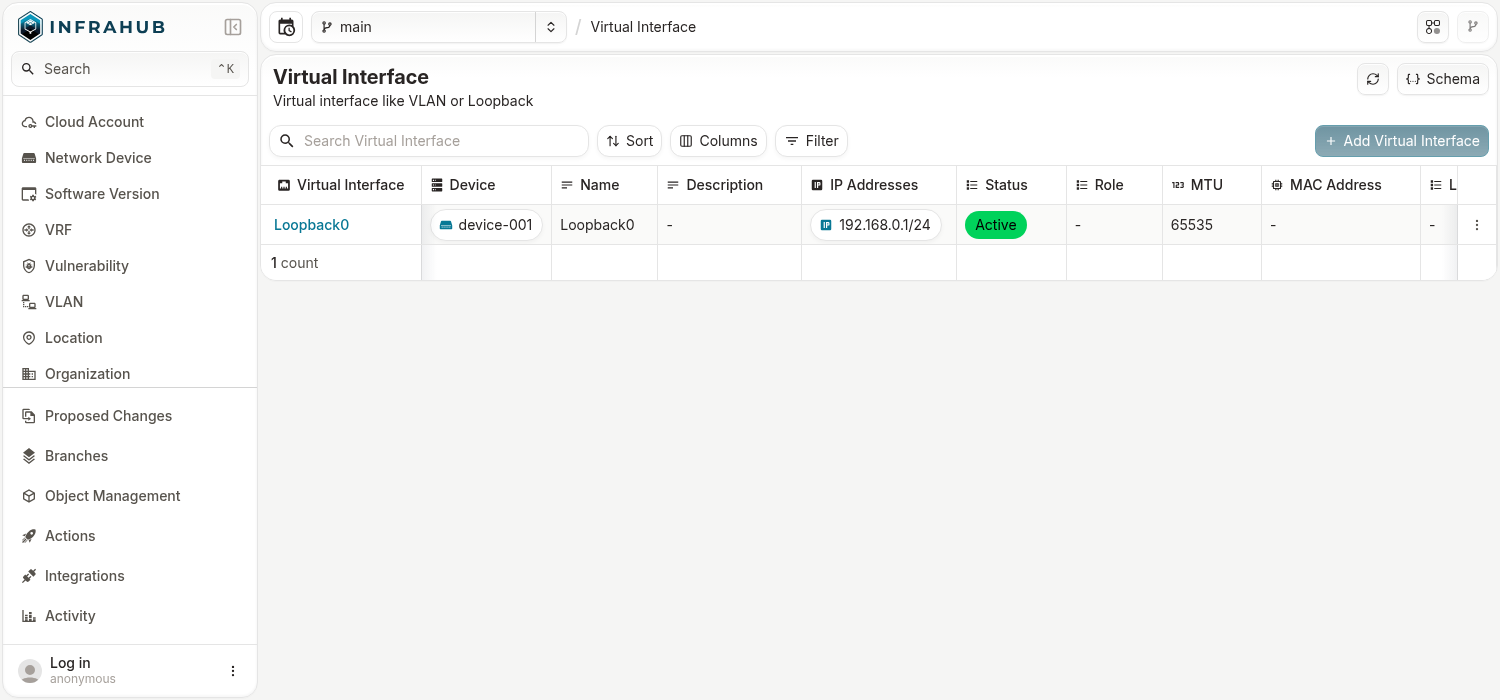 INFRAHUB
Search
^K
Cloud Account
Network Device
Software Version
VRF
Vulnerability
VLAN
Location
Organization
Proposed Changes
Branches
Object Management
Actions
Integrations
Activity
Log in
anonymous
main / Virtual Interface
Virtual Interface
Virtual interface like VLAN or Loopback
Schema
Search Virtual Interface Sort Columns Filter
+ Add Virtual Interface
Virtual Interface Device Name Description IP Addresses Status Role 123 MTU MAC Address L
Loopback0 device-001 Loopback0 - IP 192.168.0.1/24 Active - 65535 - -
1 count